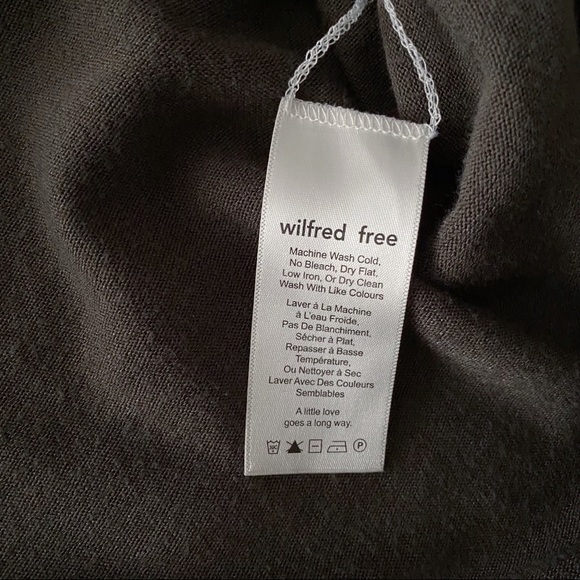 wilfred free
Machine Wash Cold,
No Bleach, Dry Flat,
Low Iron, Or Dry Clean
Wash With Like Colours
Laver á La Machine
á L'eau Froide,
Pas De Blanchiment,
Sécher á Plat,
Repasser á Basse
Température,
Ou Nettoyer á Sec
Laver Avec Des Couleurs
Semblables
A little love
goes a long way.
P